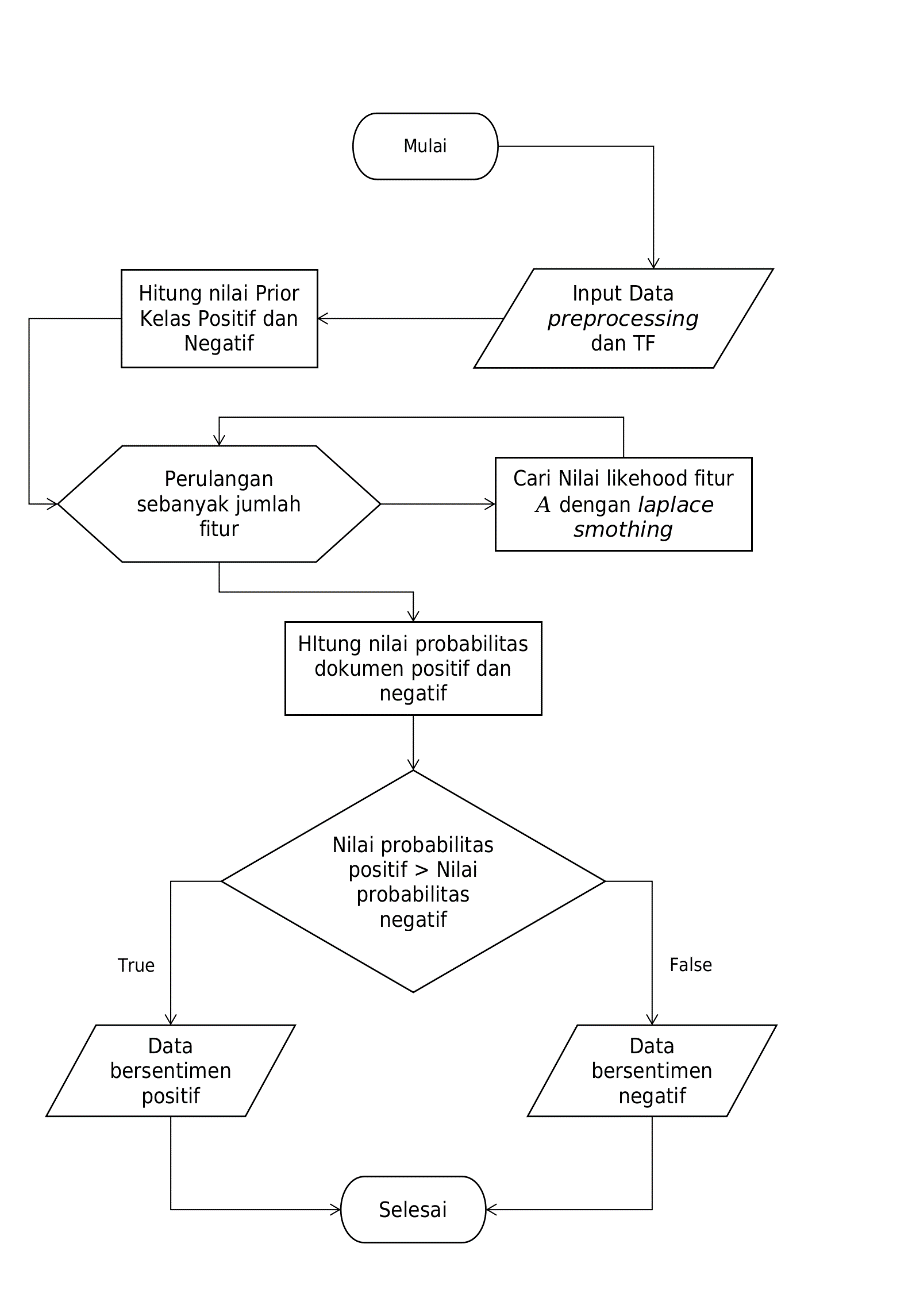 Mulai
Hitung nilai Prior
Kelas Positif dan
Negatif
Input Data
preprocessing
dan TF
Perulangan
sebanyak jumlah
fitur
Cari Nilai likehood fitur
A dengan laplace
smothing
HItung nilai probabilitas
dokumen positif dan
negatif
Nilai probabilitas
positif > Nilai
probabilitas
negatif
True
False
Data
bersentimen
positif
Data
bersentimen
negatif
Selesai